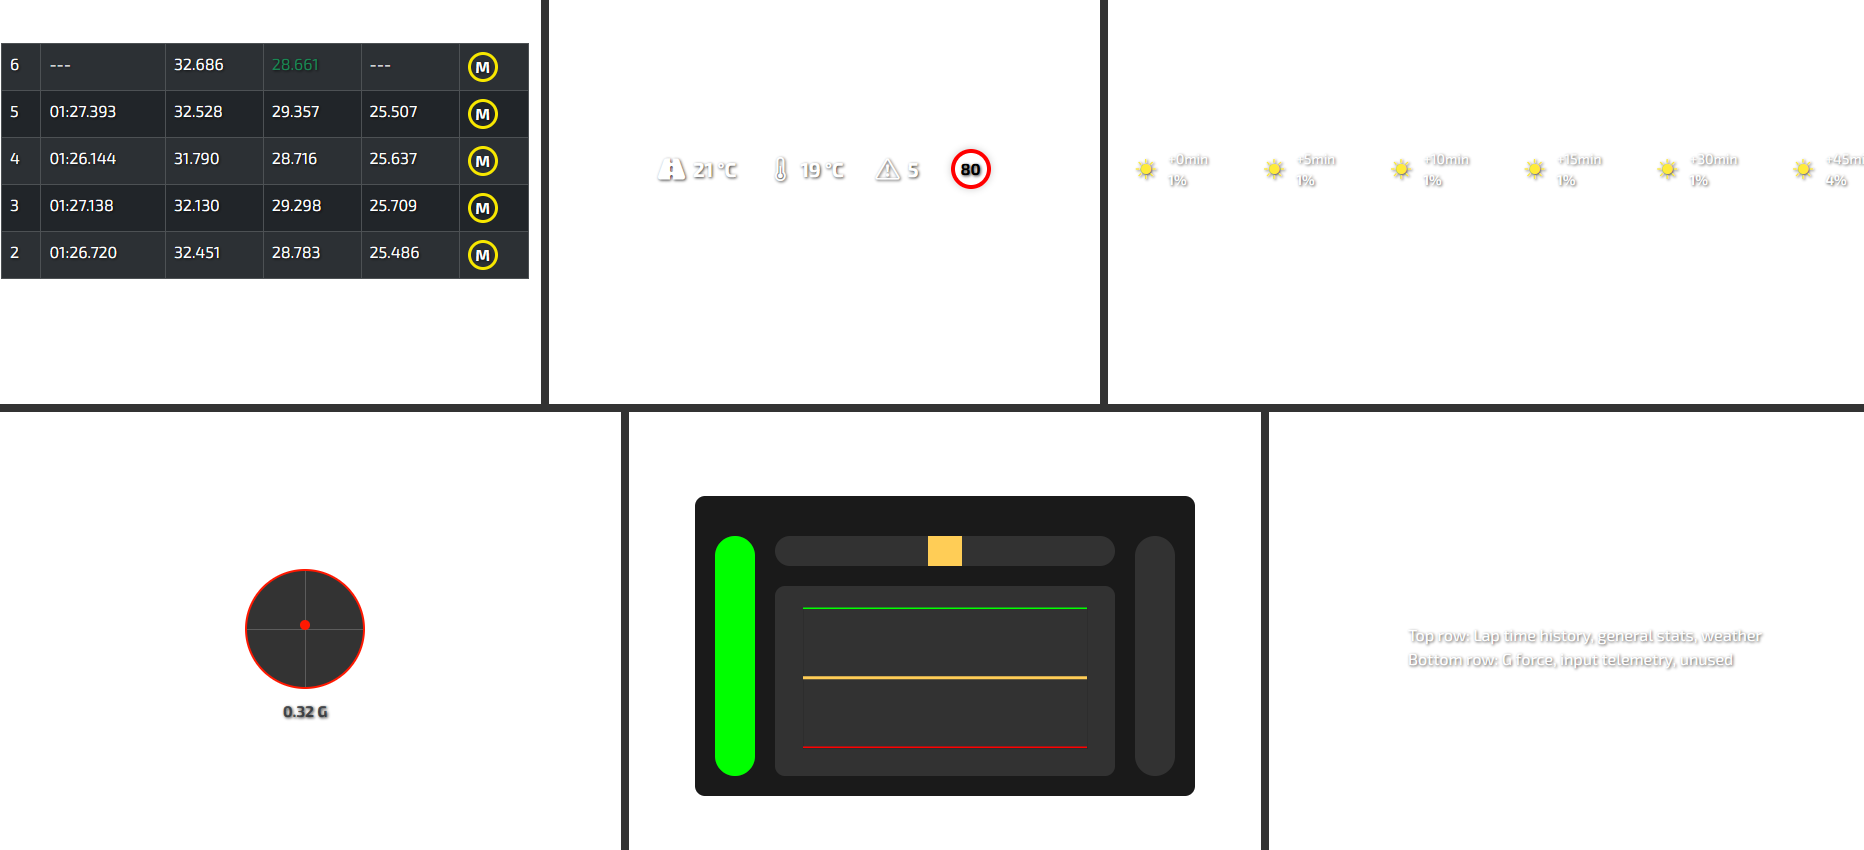 6 --- 32.686 28.661 --- M
5 01:27.393 32.528 29.357 25.507 M
4 01:26.144 31.790 28.716 25.637 M
3 01:27.138 32.130 29.298 25.709 M
2 01:26.720 32.451 28.783 25.486 M
21 °C 19 °C 5 80
+0min +5min +10min +15min +30min +45mi
1% 1% 1% 1% 1% 4%
0.32 G
Top row: Lap time history, general stats, weather
Bottom row: G force, input telemetry, unused